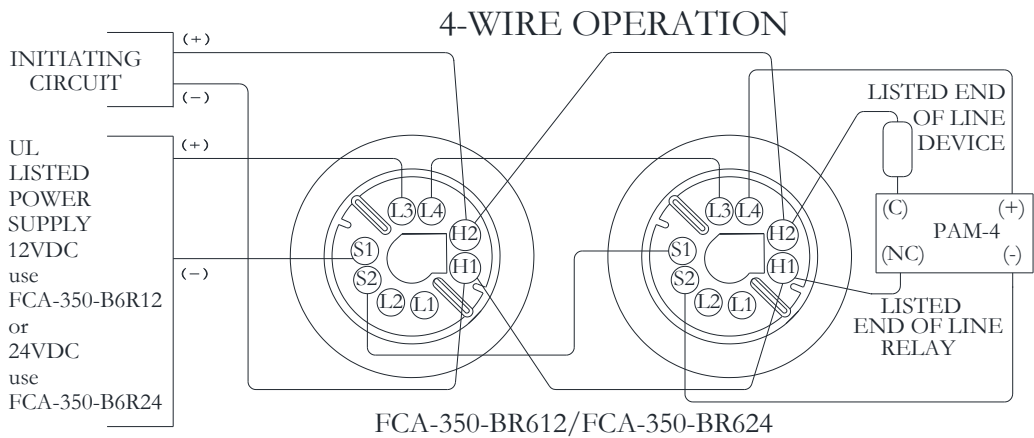 4-WIRE OPERATION
INITIATING
CIRCUIT
(+)
(−)
UL
LISTED
POWER
SUPPLY
12VDC
use
FCA-350-B6R12
or
24VDC
use
FCA-350-B6R24
(+)
(−)
L3 L4
H2
H1
S1
S2
L2 L1
L3 L4
H2
H1
S1
S2
L2 L1
LISTED END
OF LINE
DEVICE
(C) (+)
PAM-4
(NC) (-)
LISTED
END OF LINE
RELAY
FCA-350-BR612/FCA-350-BR624